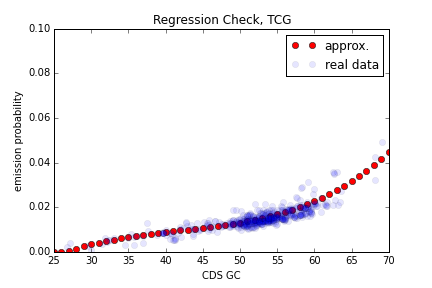 Regression Check, TCG
0.10
0.08
0.06
0.04
0.02
0.00
emission probability
approx.
real data
25 30 35 40 45 50 55 60 65 70
CDS GC